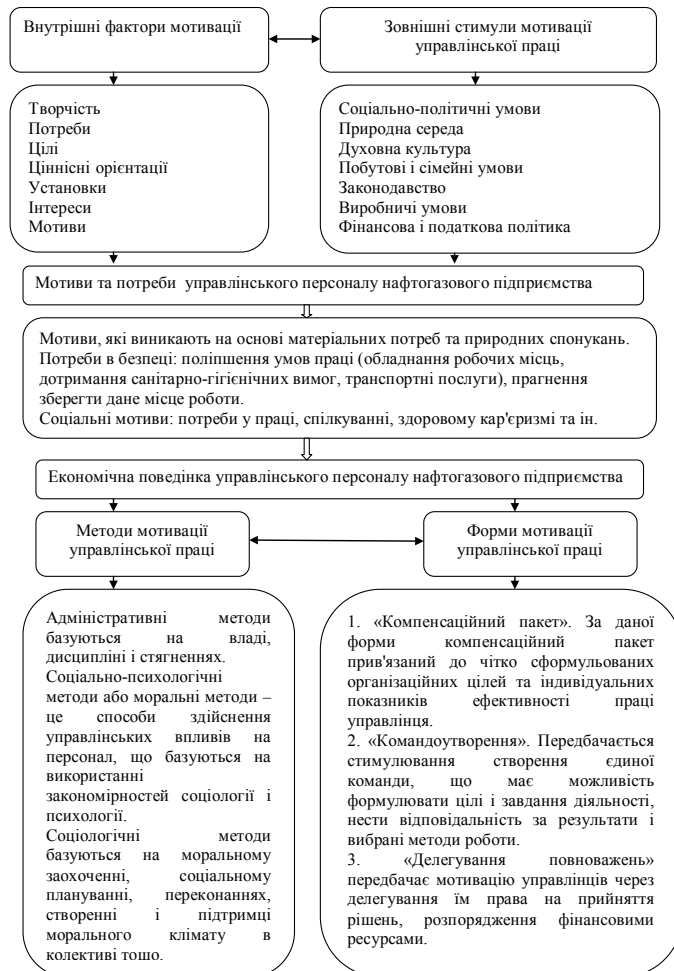 Внутрішні фактори мотивації
Зовнішні стимули мотивації
управлінської праці
Творчість
Потреби
Цілі
Ціннісні орієнтації
Установки
Інтереси
Мотиви
Соціально-політичні умови
Природна середа
Духовна культура
Побутові і сімейні умови
Законодавство
Виробничі умови
Фінансова і податкова політика
Мотиви та потреби управлінського персоналу нафтогазового підприємства
Мотиви, які виникають на основі матеріальних потреб та природних спонукань.
Потреби в безпеці: поліпшення умов праці (обладнання робочих місць,
дотримання санітарно-гігієнічних вимог, транспортні послуги), прагнення
зберегти дане місце роботи.
Соціальні мотиви: потреби у праці, спілкуванні, здоровому кар'єризмі та ін.
Економічна поведінка управлінського персоналу нафтогазового підприємства
Методи мотивації
управлінської праці
Форми мотивації
управлінської праці
Адміністративні методи
базуються на владі,
дисципліні і стягненнях.
Соціально-психологічні
методи або моральні методи –
це способи здійснення
управлінських впливів на
персонал, що базуються на
використанні
закономірностей соціології і
психології.
Соціологічні методи
базуються на моральному
заохоченні, соціальному
плануванні, переконаннях,
створенні і підтримці
морального клімату в
колективі тошо.
1. «Компенсаційний пакет». За даної
форми компенсаційний пакет
прив'язаний до чітко сформульованих
організаційних цілей та індивідуальних
показників ефективності праці
управлінця.
2. «Командоутворення». Передбачається
стимулювання створення єдиної
команди, що має можливість
формулювати цілі і завдання діяльності,
нести відповідальність за результати і
вибрані методи роботи.
3. «Делегування повноважень»
передбачає мотивацію управлінців через
делегування їм права на прийняття
рішень, розпорядження фінансовими
ресурсами.